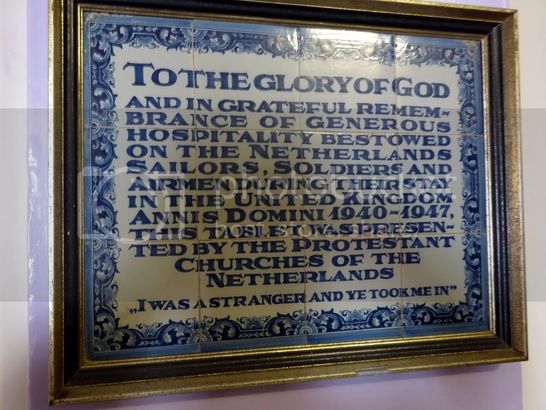 TO THE GLORY OF GOD
AND IN GRATEFUL REMEM-
BRANCE OF GENEROUS
HOSPITALITY BESTOWED
ON THE NETHERLANDS
SAILORS, SOLDIERS AND
AIRMEN DURING THEIR STAY
IN THE UNITED KINGDOM
ANNIS DOMINI 1940-1947,
THIS WAS PRESEN-
TED BY THE PROTESTANT
CHURCHES OF THE
NETHERLANDS
„I WAS A STRANGER AND YE TOOK ME IN”